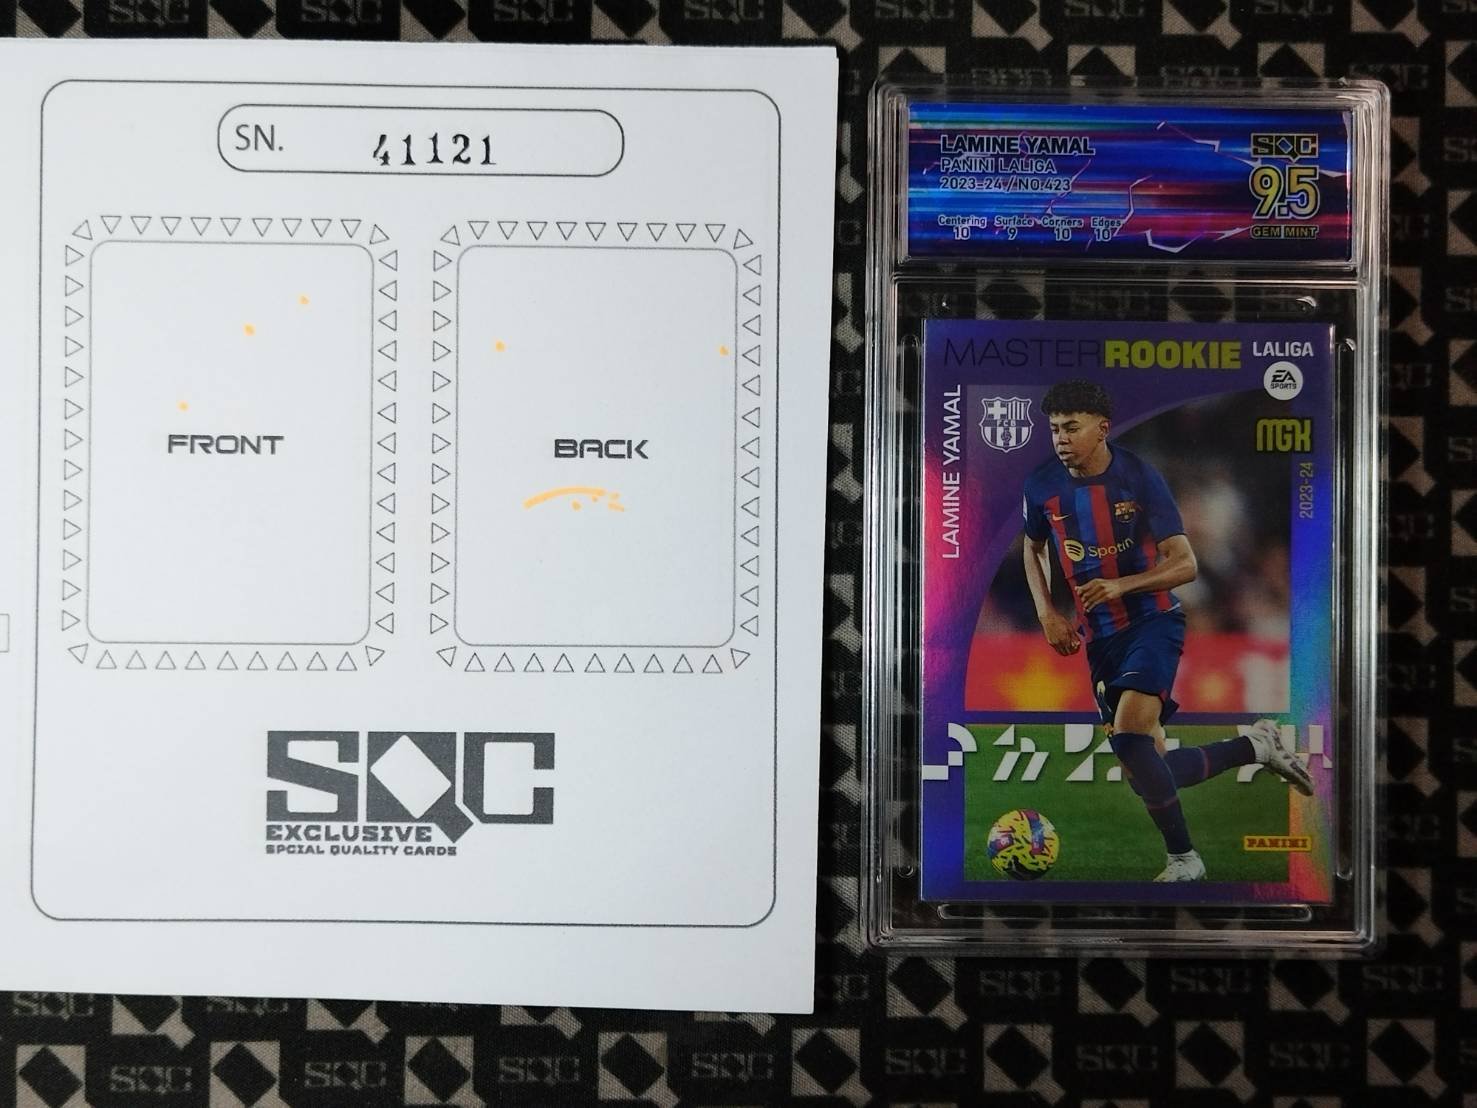 SN. 41121
FRONT
BACK
SQC
EXCLUSIVE
SPCIAL QUALITY CARDS
LAMINE YAMAL
PANINI LALIGA
2023-24 / NO:423
Centering Surface Corners Edges
10 9 10 10
SQC
9.5
GEM MINT
MASTER ROOKIE
LALIGA
EA
SPORTS
LAMINE YAMAL
FCB
MGK
2023-24
Spotify
PANINI